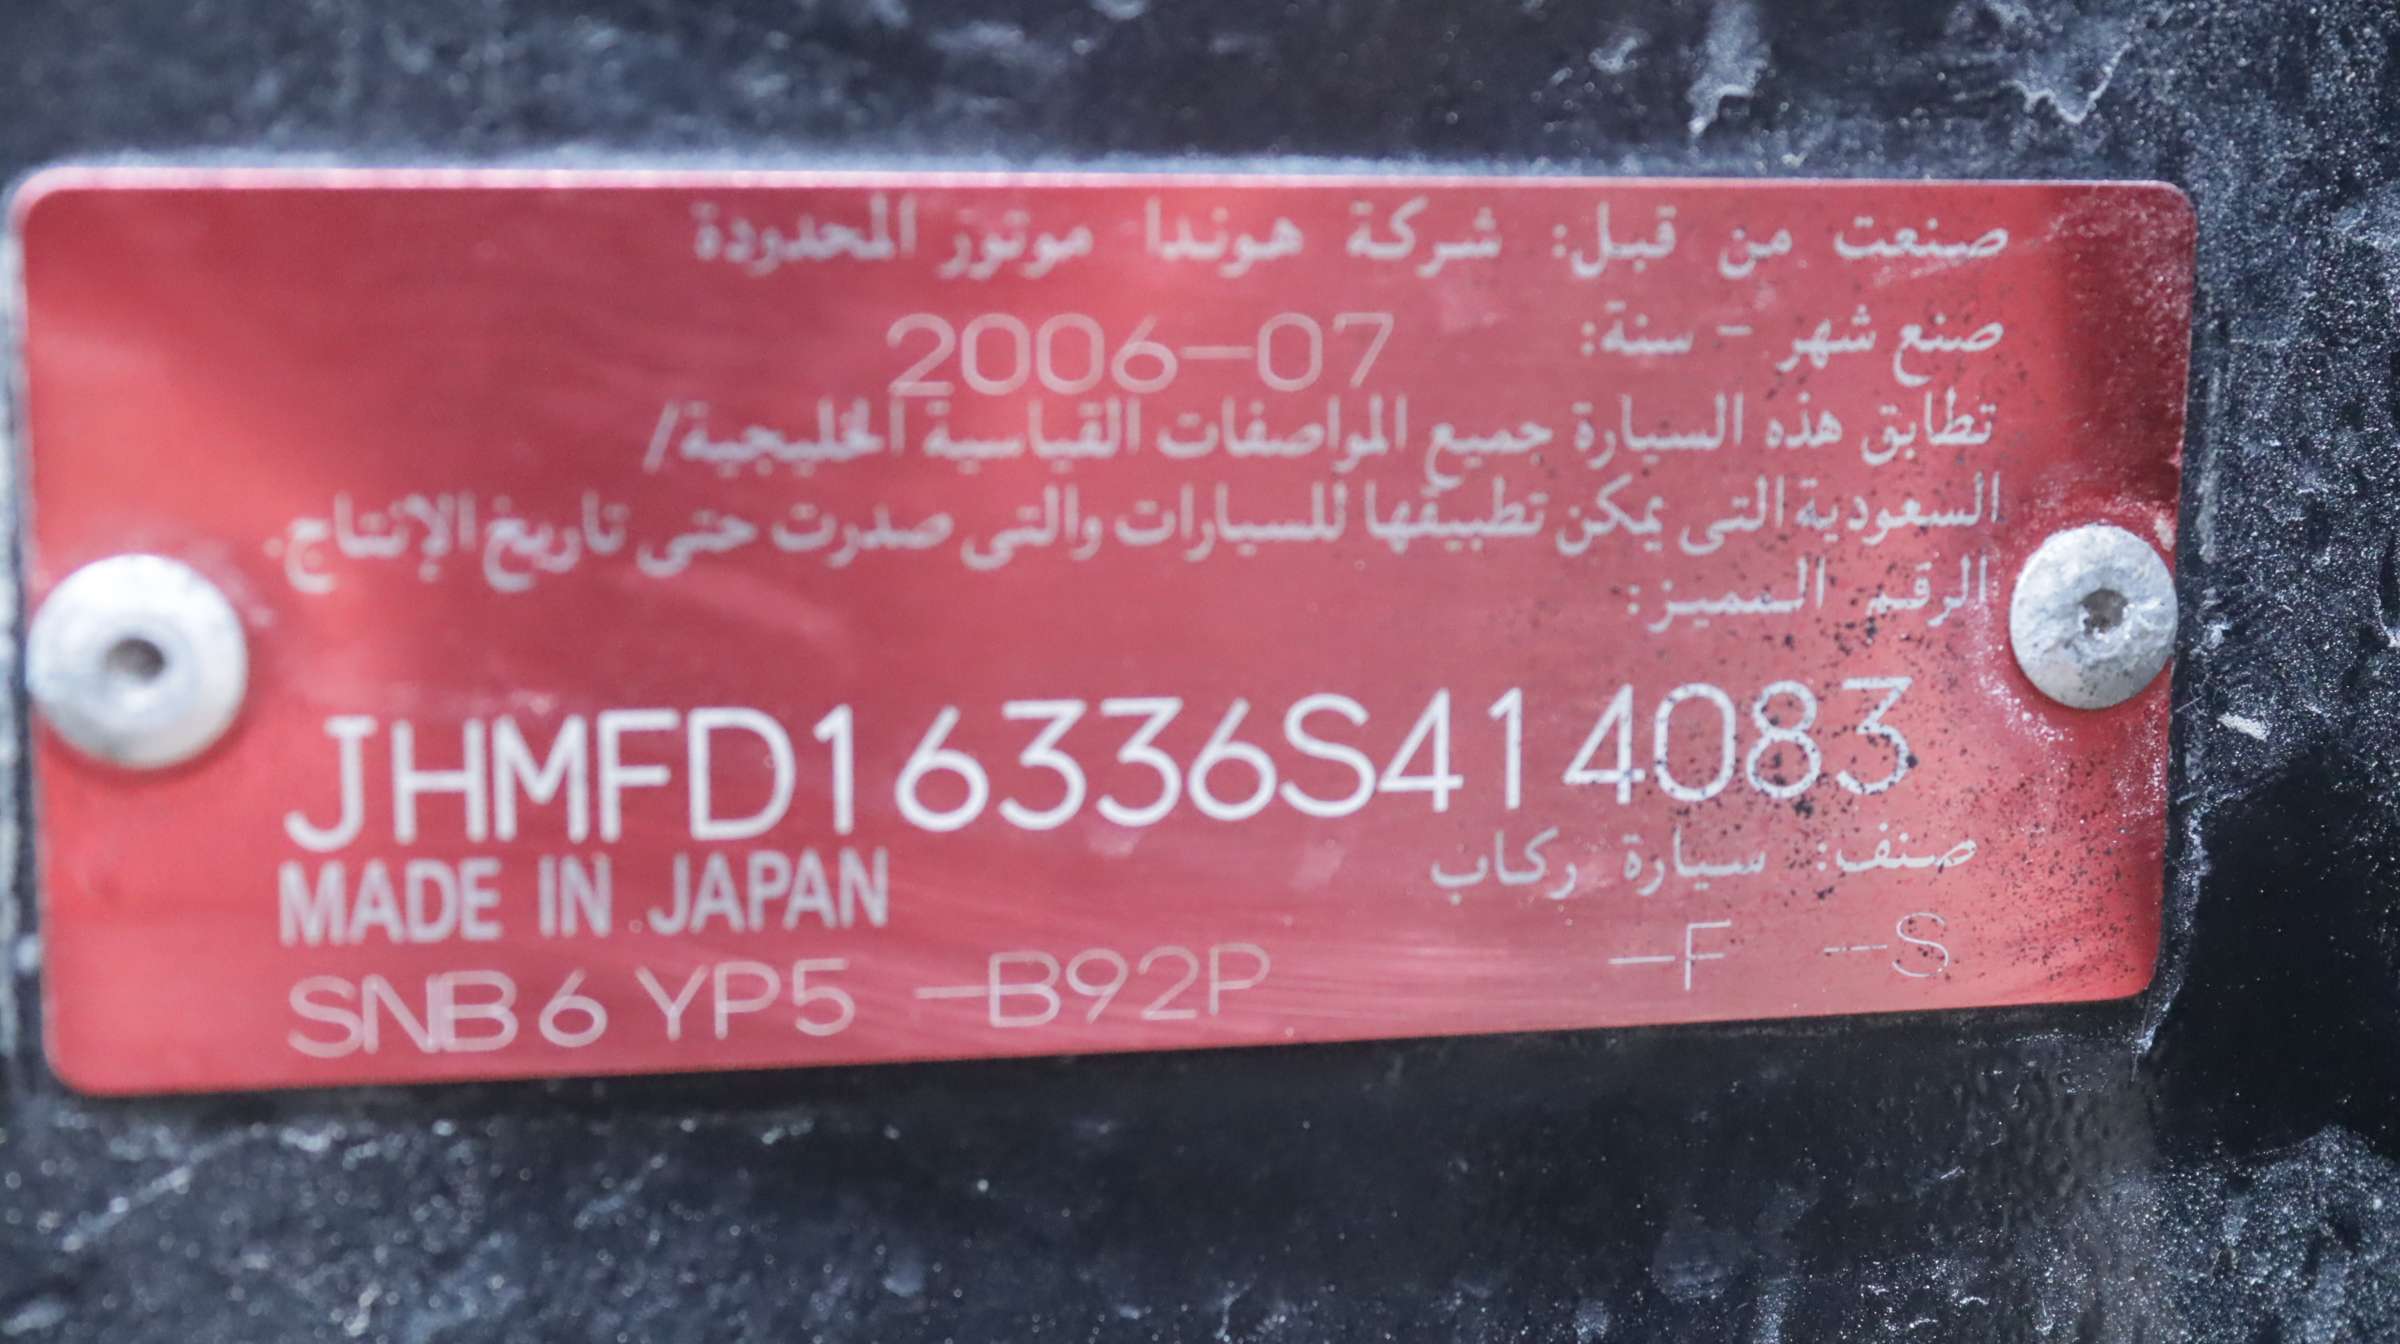 صنعت من قبل: شركة هوندا موتور المحدودة
صنع شهر - سنة: 2006-07
تطابق هذه السيارة جميع المواصفات القياسية الخليجية/
السعودية التى يمكن تطبيقها للسيارات والتى صدرت حتى تاريخ الإنتاج.
الرقم المميز:
JHMFD16336S414083
صنف: سيارة ركاب
MADE IN JAPAN
SNB6 YP5 -B92P -F --S